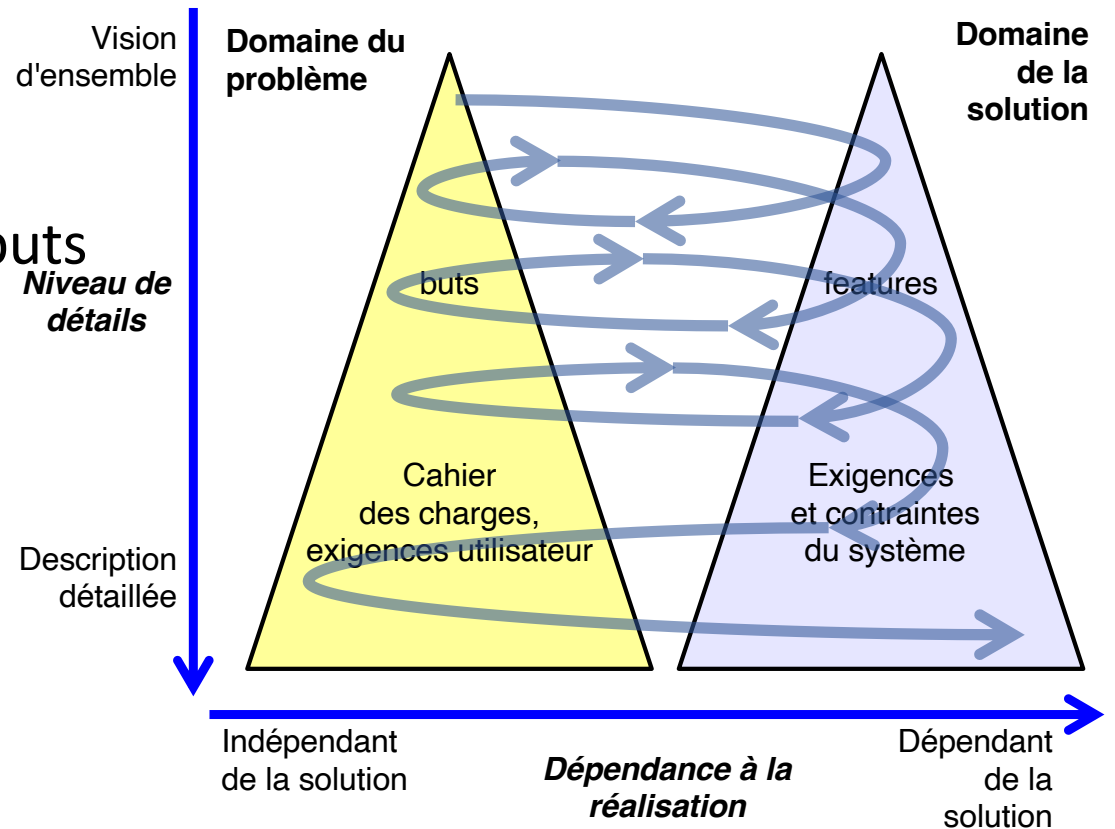 Vision
d'ensemble
Domaine du
problème
Domaine
de la
solution
outs
Niveau de
détails
buts
features
Cahier
des charges,
exigences utilisateur
Exigences
et contraintes
du système
Description
détaillée
Indépendant
de la solution
Dépendance à la
réalisation
Dépendant
de la
solution